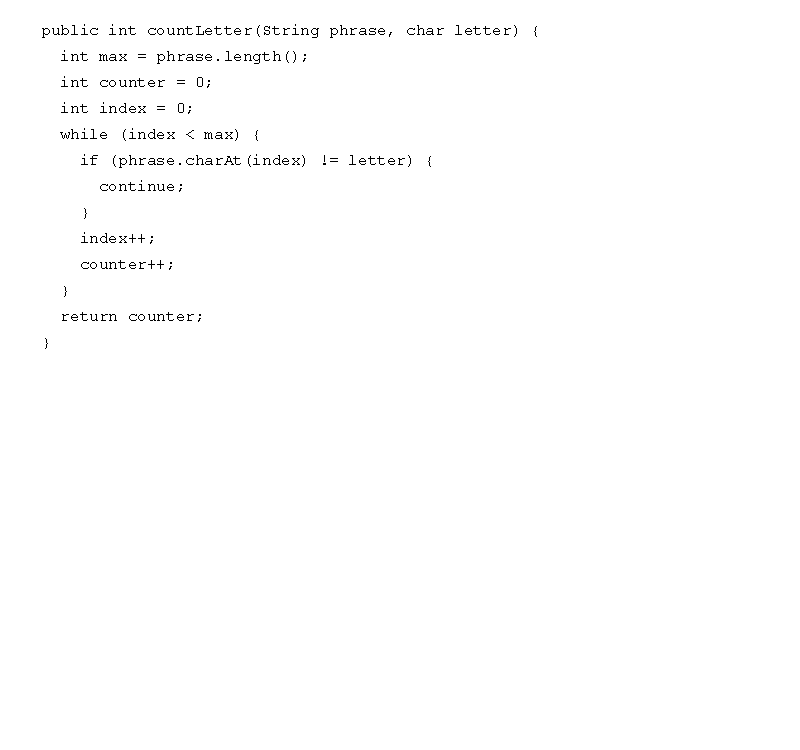 public int countLetter(String phrase, char letter) {
  int max = phrase.length();
  int counter = 0;
  int index = 0;
  while (index < max) {
    if (phrase.charAt(index) != letter) {
      continue;
    }
    index++;
    counter++;
  }
  return counter;
}